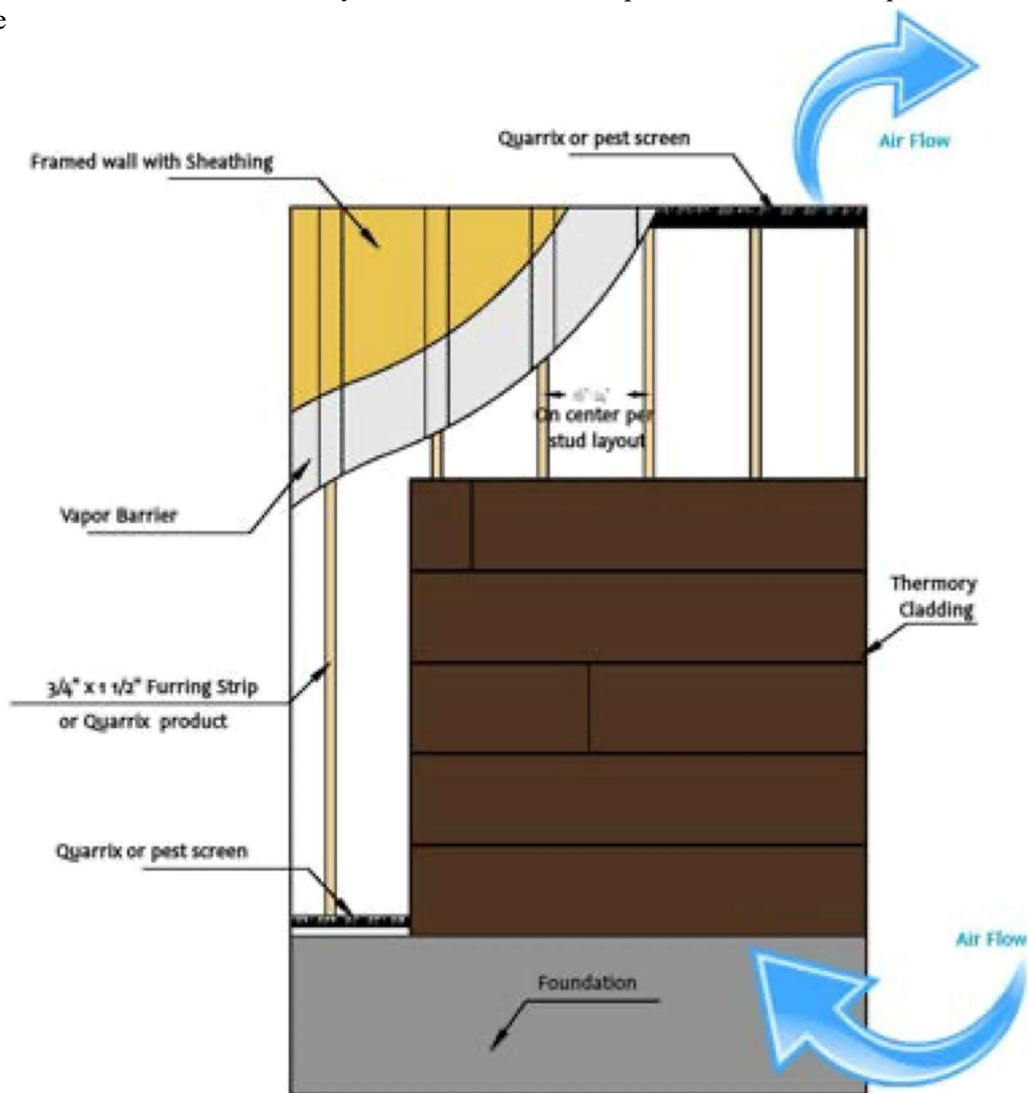 e
Quarrix or pest screen
Air Flow
Framed wall with Sheathing
On center per
stud layout
Vapor Barrier
Thermory
Cladding
3/4" x 1 1/2" Furring Strip
or Quarrix product
Quarrix or pest screen
Air Flow
Foundation